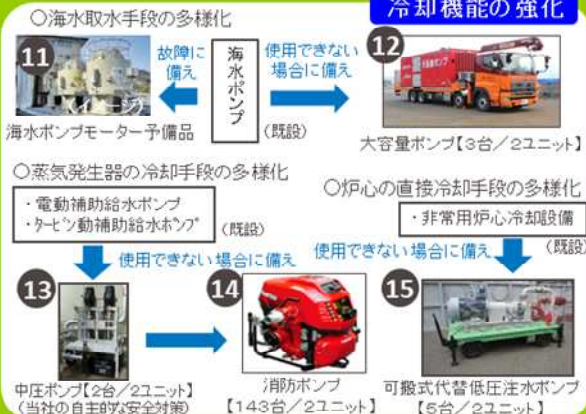 冷却機能の強化
○海水取水手段の多様化
11
故障に
備え
海水ポンプ
使用できない
場合に備え
12
(イメージ)
海水ポンプモーター予備品
(既設)
大容量ポンプ【3台/2ユニット】
○蒸気発生器の冷却手段の多様化
・電動補助給水ポンプ
・タービン動補助給水ポンプ
(既設)
○炉心の直接冷却手段の多様化
・非常用炉心冷却設備
(既設)
使用できない場合に備え
使用できない場合に備え
13
14
15
中圧ポンプ【2台/2ユニット】
(当社の自主的な安全対策)
消防ポンプ
【143台/2ユニット】
可搬式代替低圧注水ポンプ
【5台/2ユニット】